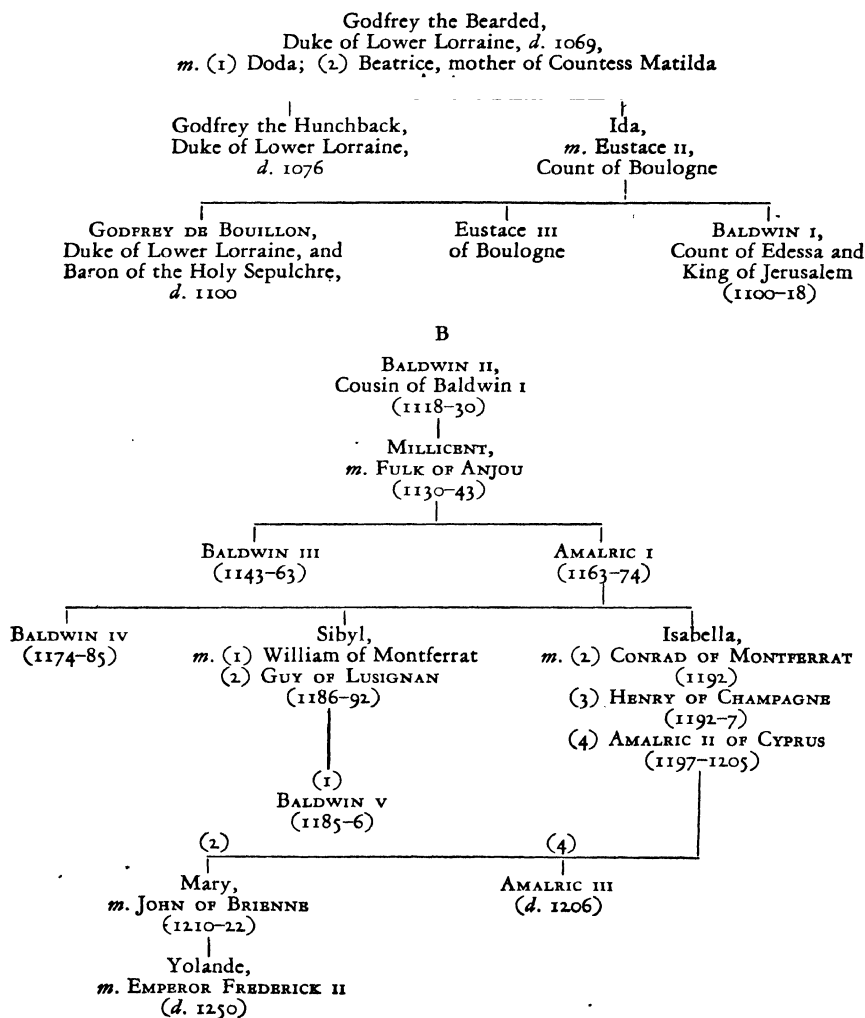 Godfrey the Bearded,
Duke of Lower Lorraine, d. 1069,
m. (1) Doda; (2) Beatrice, mother of Countess Matilda
Godfrey the Hunchback,
Duke of Lower Lorraine,
d. 1076
Ida,
m. Eustace II,
Count of Boulogne
GODFREY DE BOUILLON,
Duke of Lower Lorraine, and
Baron of the Holy Sepulchre,
d. 1100
Eustace III
of Boulogne
BALDWIN I,
Count of Edessa and
King of Jerusalem
(1100–18)
B
BALDWIN II,
Cousin of Baldwin I
(1118–30)
MILLICENT,
m. FULK OF ANJOU
(1130–43)
BALDWIN III
(1143–63)
AMALRIC I
(1163–74)
BALDWIN IV
(1174–85)
Sibyl,
m. (1) William of Montferrat
(2) GUY OF LUSIGNAN
(1186–92)
Isabella,
m. (2) CONRAD OF MONTFERRAT
(1192)
(3) HENRY OF CHAMPAGNE
(1192–7)
(4) AMALRIC II OF CYPRUS
(1197–1205)
(1)
BALDWIN V
(1185–6)
(2)
Mary,
m. JOHN OF BRIENNE
(1210–22)
(4)
AMALRIC III
(d. 1206)
Yolande,
m. EMPEROR FREDERICK II
(d. 1250)